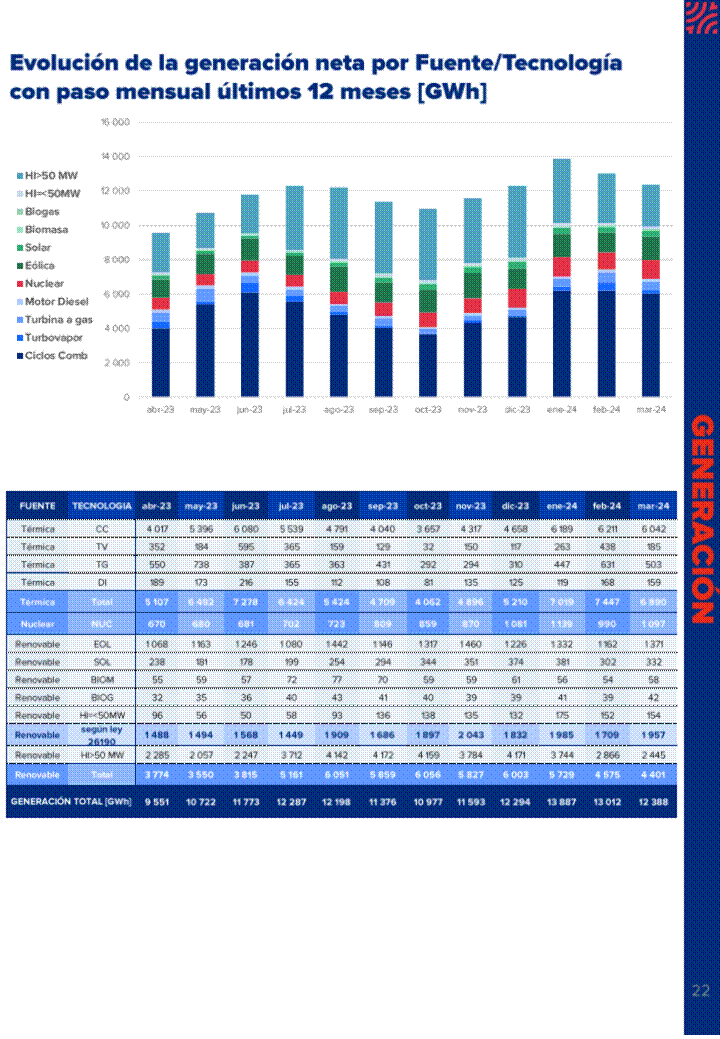 Evolución de la generación neta por Fuente/Tecnología
con paso mensual últimos 12 meses [GWh]
16 000
14 000
12 000
10 000
8 000
6 000
4 000
2 000
0
HI>50 MW
HI=<50MW
Biogas
Biomasa
Solar
Eólica
Nuclear
Motor Diesel
Turbina a gas
Turbovapor
Ciclos Comb
abr-23 may-23 jun-23 jul-23 ago-23 sep-23 oct-23 nov-23 dic-23 ene-24 feb-24 mar-24
GENERACIÓN
FUENTE TECNOLOGIA abr-23 may-23 jun-23 jul-23 ago-23 sep-23 oct-23 nov-23 dic-23 ene-24 feb-24 mar-24
Térmica CC 4 017 5 396 6 080 5 539 4 791 4 040 3 657 4 317 4 658 6 189 6 211 6 042
Térmica TV 352 184 595 365 159 129 32 150 117 263 438 185
Térmica TG 550 738 387 365 363 431 292 294 310 447 631 503
Térmica DI 189 173 216 155 112 108 81 135 125 119 168 159
Térmica Total 5 107 6 492 7 278 6 424 5 424 4 709 4 062 4 896 5 210 7 019 7 447 6 890
Nuclear NUC 670 680 681 702 723 809 859 870 1 081 1 139 990 1 097
Renovable EOL 1 068 1 163 1 246 1 080 1 442 1 146 1 317 1 460 1 226 1 332 1 162 1 371
Renovable SOL 238 181 178 199 254 294 344 351 374 381 302 332
Renovable BIOM 55 59 57 72 77 70 59 59 61 56 54 58
Renovable BIOG 32 35 36 40 43 41 40 39 39 41 39 42
Renovable HI=<50MW 96 56 50 58 93 136 138 135 132 175 152 154
Renovable según ley 26190 1 488 1 494 1 568 1 449 1 909 1 686 1 897 2 043 1 832 1 985 1 709 1 957
Renovable HI>50 MW 2 285 2 057 2 247 3 712 4 142 4 172 4 159 3 784 4 171 3 744 2 866 2 445
Renovable Total 3 774 3 550 3 815 5 161 6 051 5 859 6 056 5 827 6 003 5 729 4 575 4 401
GENERACIÓN TOTAL [GWh] 9 551 10 722 11 773 12 287 12 198 11 376 10 977 11 593 12 294 13 887 13 012 12 388
22